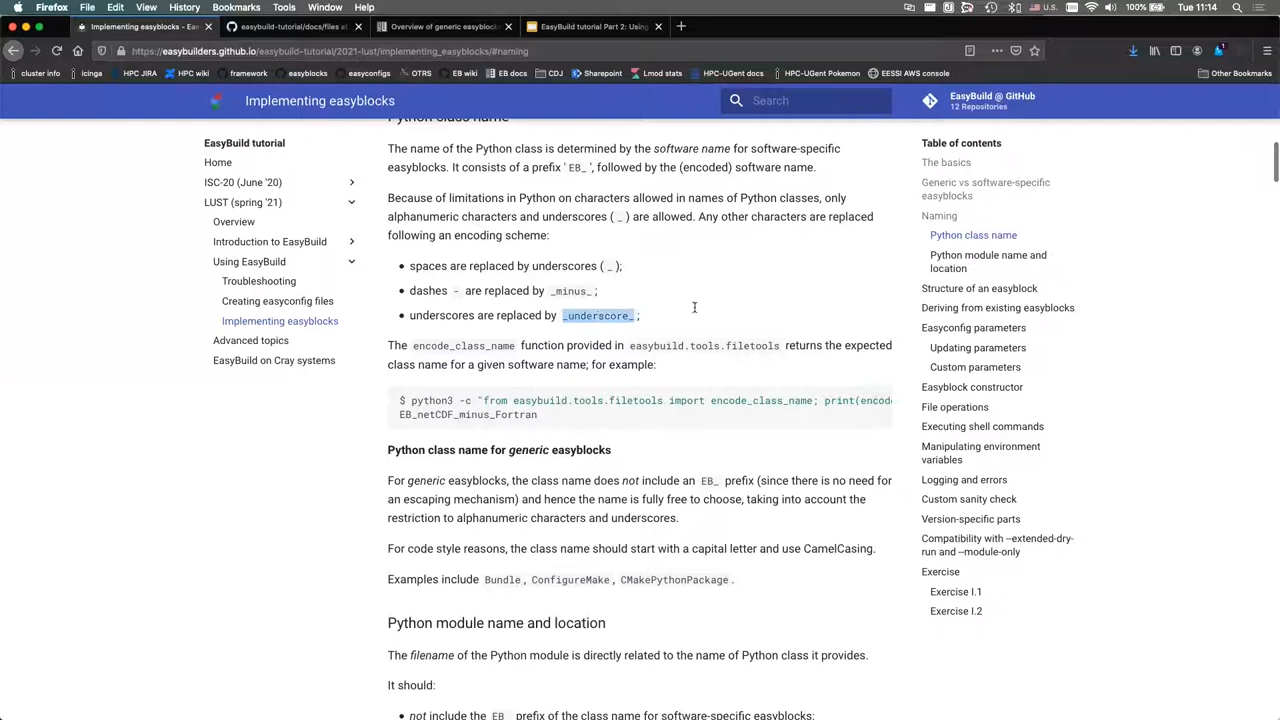 Firefox File Edit View History Bookmarks Tools Window Help
100% Tue 11:14
Implementing easyblocks - Eas
easybuild-tutorial/docs/files at
Overview of generic easyblocks
EasyBuild tutorial Part 2: Using
https://easybuilders.github.io/easybuild-tutorial/2021-lust/implementing_easyblocks/#naming
cluster info icinga HPC JIRA HPC wiki framework easyblocks easyconfigs OTRS EB wiki EB docs CDJ Sharepoint Lmod stats HPC-UGent docs HPC-UGent Pokemon EESSI AWS console Other Bookmarks
Implementing easyblocks
Search
EasyBuild @ GitHub
12 Repositories
EasyBuild tutorial
Home
ISC-20 (June '20)
LUST (spring '21)
Overview
Introduction to EasyBuild
Using EasyBuild
Troubleshooting
Creating easyconfig files
Implementing easyblocks
Advanced topics
EasyBuild on Cray systems
Python class name
The name of the Python class is determined by the software name for software-specific
easyblocks. It consists of a prefix 'EB_', followed by the (encoded) software name.
Because of limitations in Python on characters allowed in names of Python classes, only
alphanumeric characters and underscores (_) are allowed. Any other characters are replaced
following an encoding scheme:
• spaces are replaced by underscores (_);
• dashes - are replaced by _minus_;
• underscores are replaced by _underscore_;
The encode_class_name function provided in easybuild.tools.filetools returns the expected
class name for a given software name; for example:
$ python3 -c "from easybuild.tools.filetools import encode_class_name; print(encode
EB_netCDF_minus_Fortran
Python class name for generic easyblocks
For generic easyblocks, the class name does not include an EB_ prefix (since there is no need for
an escaping mechanism) and hence the name is fully free to choose, taking into account the
restriction to alphanumeric characters and underscores.
For code style reasons, the class name should start with a capital letter and use CamelCasing.
Examples include Bundle, ConfigureMake, CMakePythonPackage.
Python module name and location
The filename of the Python module is directly related to the name of Python class it provides.
It should:
• not include the EB_ prefix of the class name for software-specific easyblocks;
Table of contents
The basics
Generic vs software-specific
easyblocks
Naming
Python class name
Python module name and
location
Structure of an easyblock
Deriving from existing easyblocks
Easyconfig parameters
Updating parameters
Custom parameters
Easyblock constructor
File operations
Executing shell commands
Manipulating environment
variables
Logging and errors
Custom sanity check
Version-specific parts
Compatibility with --extended-dry-
run and --module-only
Exercise
Exercise I.1
Exercise I.2